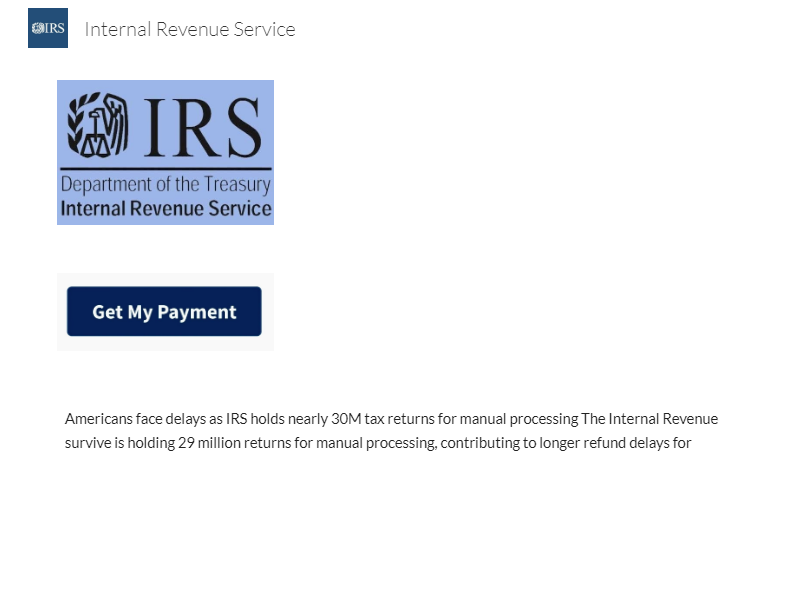 IRS
Internal Revenue Service
IRS
Department of the Treasury
Internal Revenue Service
Get My Payment
Americans face delays as IRS holds nearly 30M tax returns for manual processing The Internal Revenue
survive is holding 29 million returns for manual processing, contributing to longer refund delays for